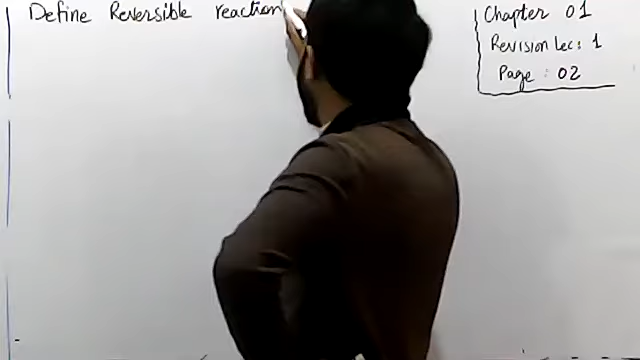 Define Reversible reaction
Chapter 01
Revision Lec: 1
Page : 02